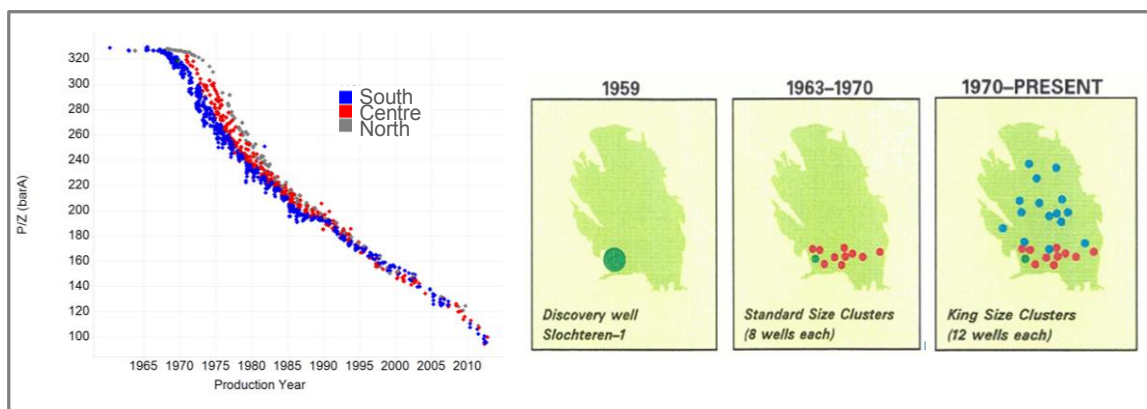 320
300
280
260
240
220
200
180
160
140
120
100
P/Z (barA)
1965 1970 1975 1980 1985 1990 1995 2000 2005 2010
Production Year
South
Centre
North
1959
Discovery well
Slochteren–1
1963–1970
Standard Size Clusters
(8 wells each)
1970–PRESENT
King Size Clusters
(12 wells each)